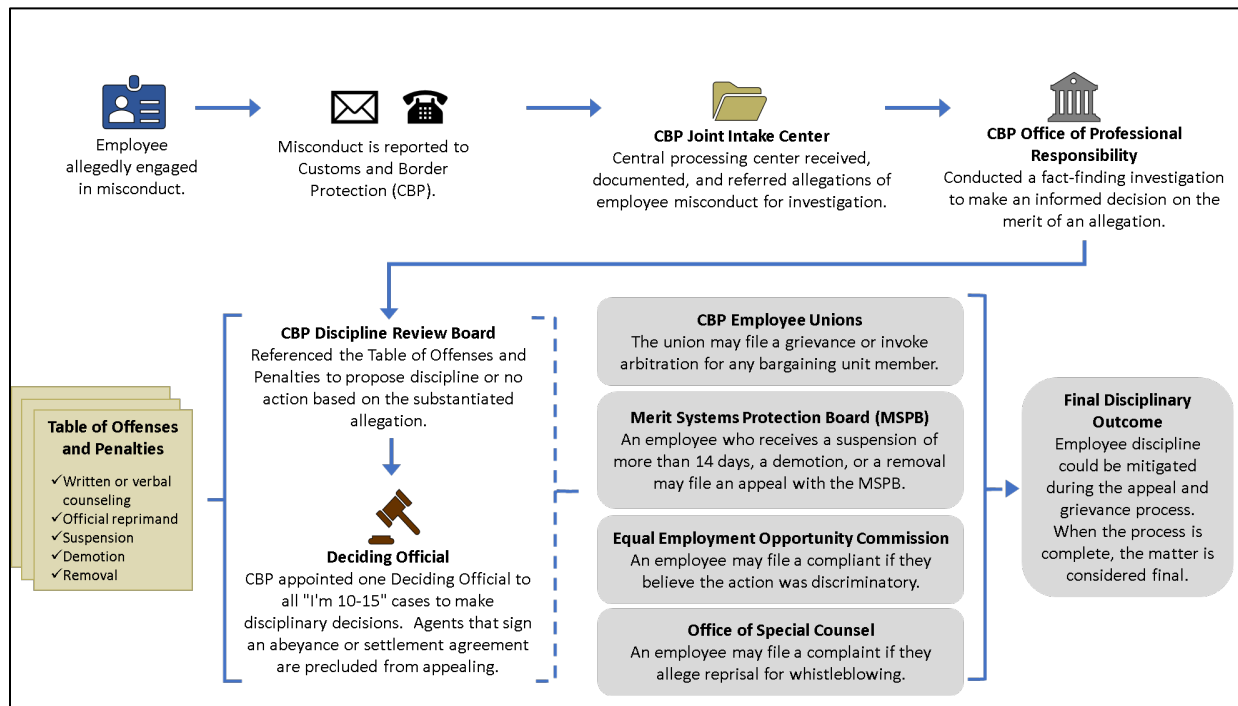 Employee
allegedly engaged
in misconduct.
Misconduct is reported to
Customs and Border
Protection (CBP).
CBP Joint Intake Center
Central processing center received,
documented, and referred allegations of
employee misconduct for investigation.
CBP Office of Professional
Responsibility
Conducted a fact-finding investigation
to make an informed decision on the
merit of an allegation.
Table of Offenses
and Penalties
✓Written or verbal
counseling
✓Official reprimand
✓Suspension
✓Demotion
✓Removal
CBP Discipline Review Board
Referenced the Table of Offenses and
Penalties to propose discipline or no
action based on the substantiated
allegation.
Deciding Official
CBP appointed one Deciding Official to
all "I'm 10-15" cases to make
disciplinary decisions. Agents that sign
an abeyance or settlement agreement
are precluded from appealing.
CBP Employee Unions
The union may file a grievance or invoke
arbitration for any bargaining unit member.
Merit Systems Protection Board (MSPB)
An employee who receives a suspension of
more than 14 days, a demotion, or a removal
may file an appeal with the MSPB.
Equal Employment Opportunity Commission
An employee may file a compliant if they
believe the action was discriminatory.
Office of Special Counsel
An employee may file a complaint if they
allege reprisal for whistleblowing.
Final Disciplinary
Outcome
Employee discipline
could be mitigated
during the appeal and
grievance process.
When the process is
complete, the matter is
considered final.